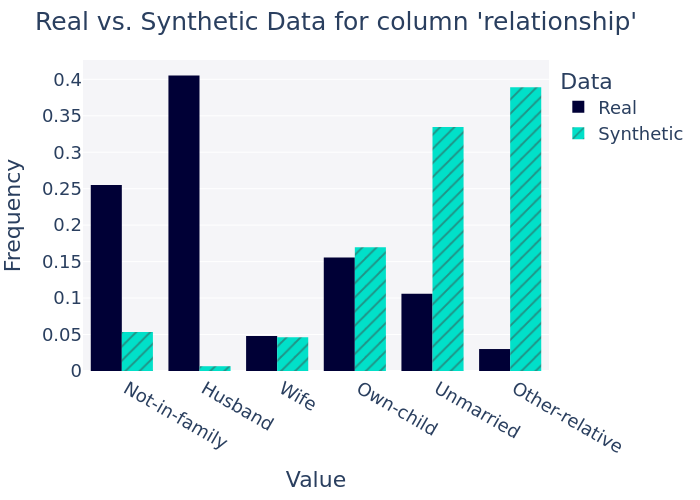 Real vs. Synthetic Data for column 'relationship'
Data
Real
Synthetic
Frequency
0.4
0.35
0.3
0.25
0.2
0.15
0.1
0.05
0
Not-in-family
Husband
Wife
Own-child
Unmarried
Other-relative
Value